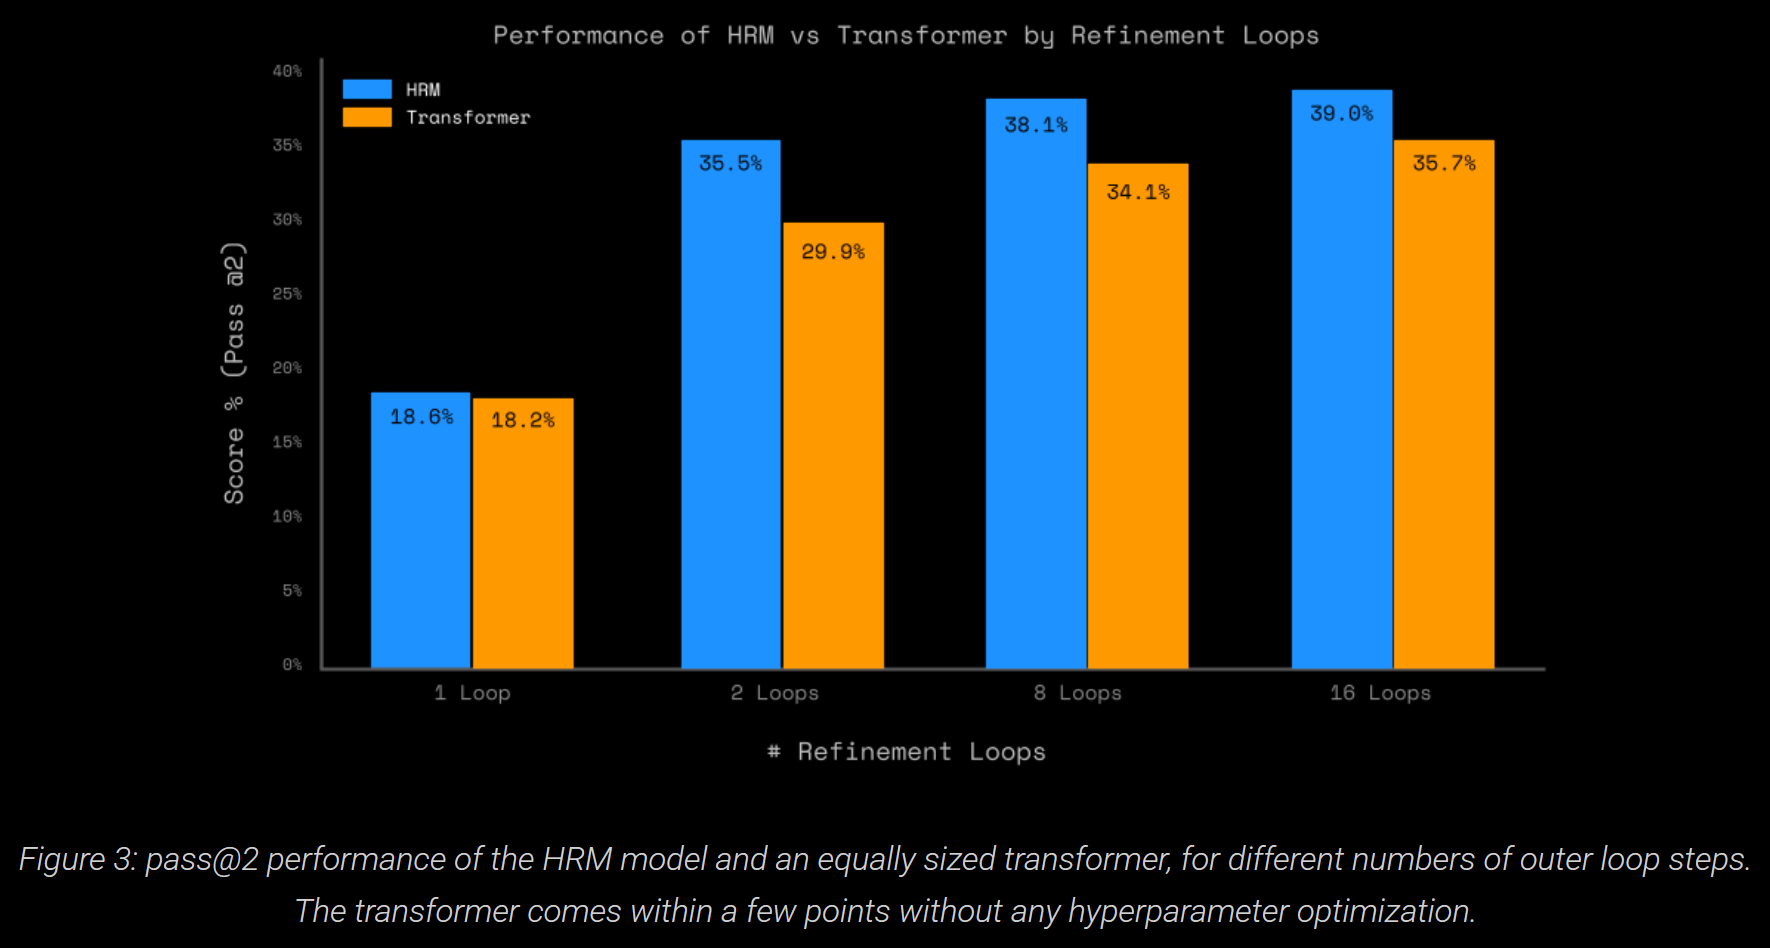 Performance of HRM vs Transformer by Refinement Loops
40%
HRM
Transformer
35%
30%
25%
20%
15%
10%
5%
0%
Score % (Pass @2)
18.6%
18.2%
35.5%
29.9%
38.1%
34.1%
39.0%
35.7%
1 Loop
2 Loops
8 Loops
16 Loops
# Refinement Loops
Figure 3: pass@2 performance of the HRM model and an equally sized transformer, for different numbers of outer loop steps.
The transformer comes within a few points without any hyperparameter optimization.